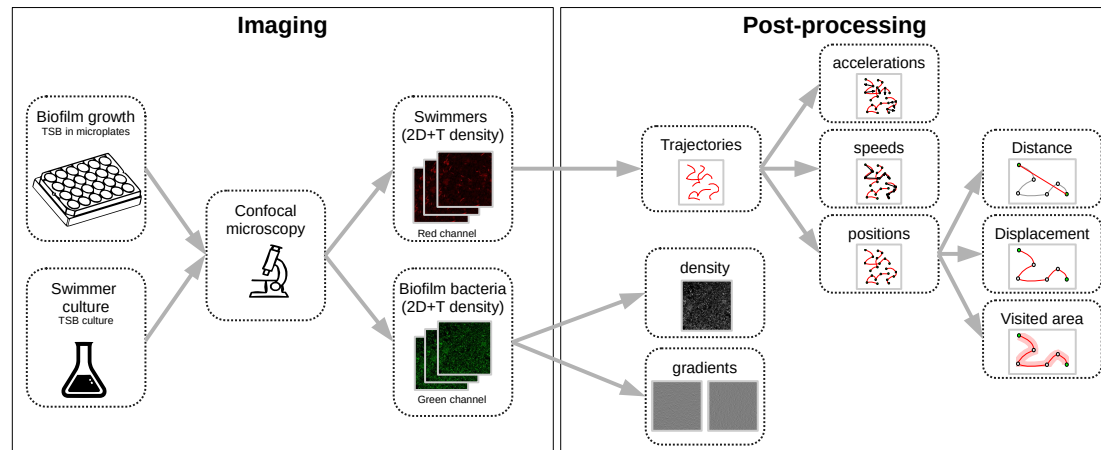 Imaging
Biofilm growth
TSB in microplates
Swimmer
culture
TSB culture
Confocal
microscopy
Swimmers
(2D+T density)
Red channel
Biofilm bacteria
(2D+T density)
Green channel
Post-processing
Trajectories
density
gradients
accelerations
speeds
positions
Distance
Displacement
Visited area